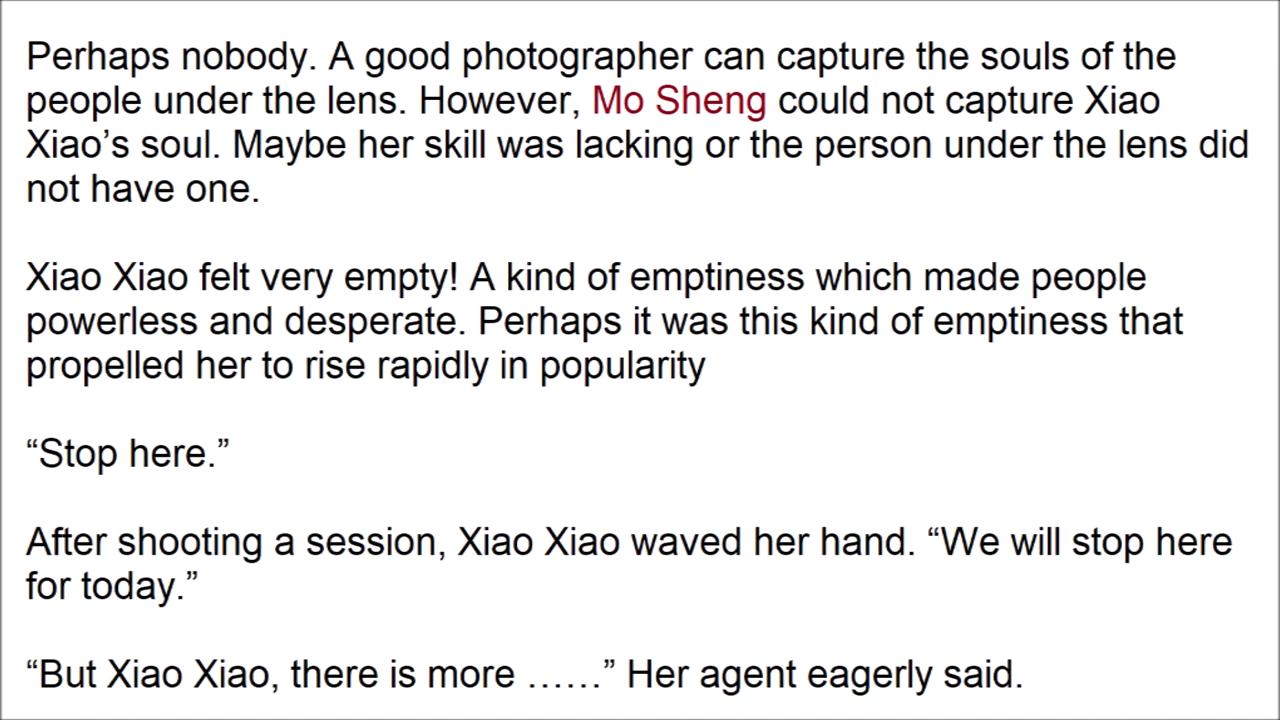 Perhaps nobody. A good photographer can capture the souls of the
people under the lens. However, Mo Sheng could not capture Xiao
Xiao’s soul. Maybe her skill was lacking or the person under the lens did
not have one.
Xiao Xiao felt very empty! A kind of emptiness which made people
powerless and desperate. Perhaps it was this kind of emptiness that
propelled her to rise rapidly in popularity
“Stop here.”
After shooting a session, Xiao Xiao waved her hand. “We will stop here
for today.”
“But Xiao Xiao, there is more ……” Her agent eagerly said.